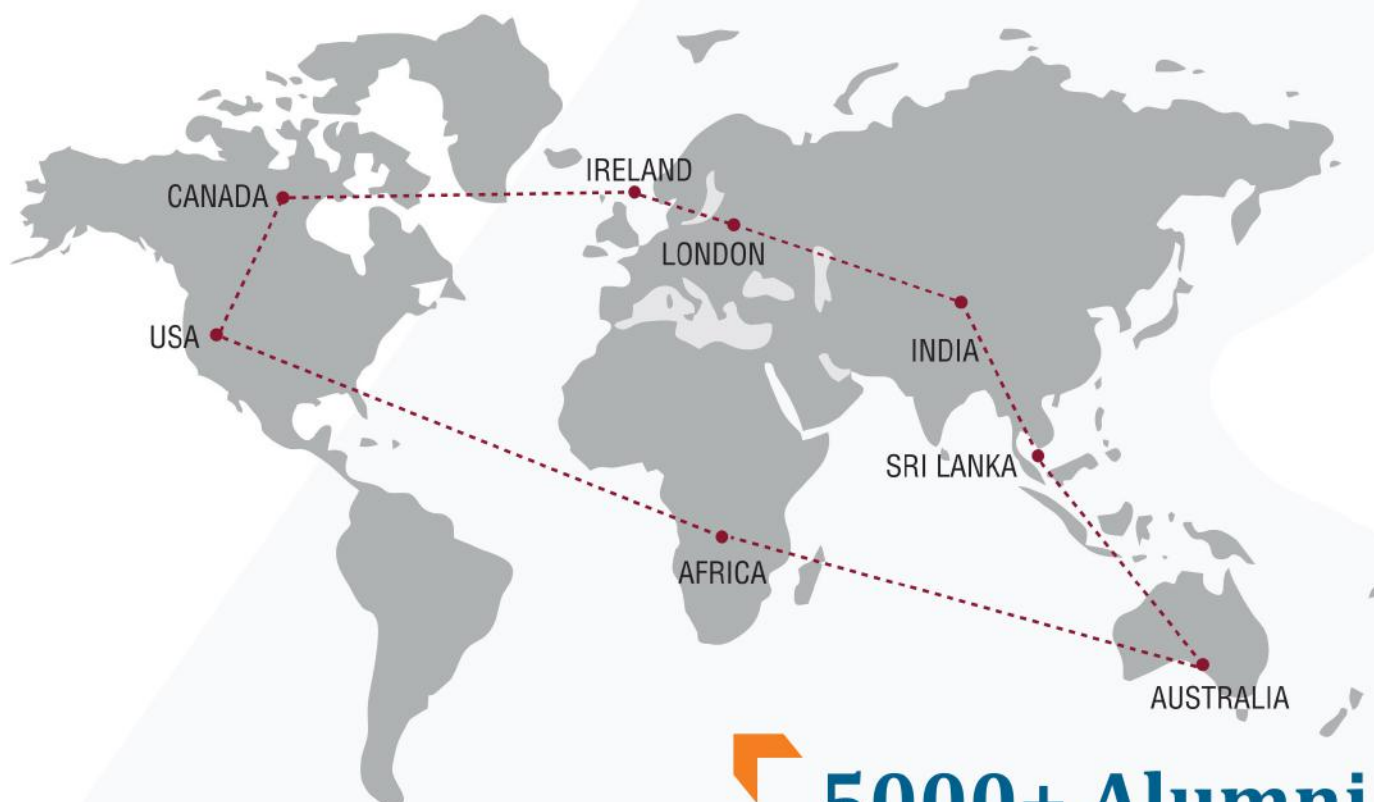 IRELAND
CANADA
LONDON
USA
INDIA
SRI LANKA
AFRICA
AUSTRALIA
5000+ Alumni